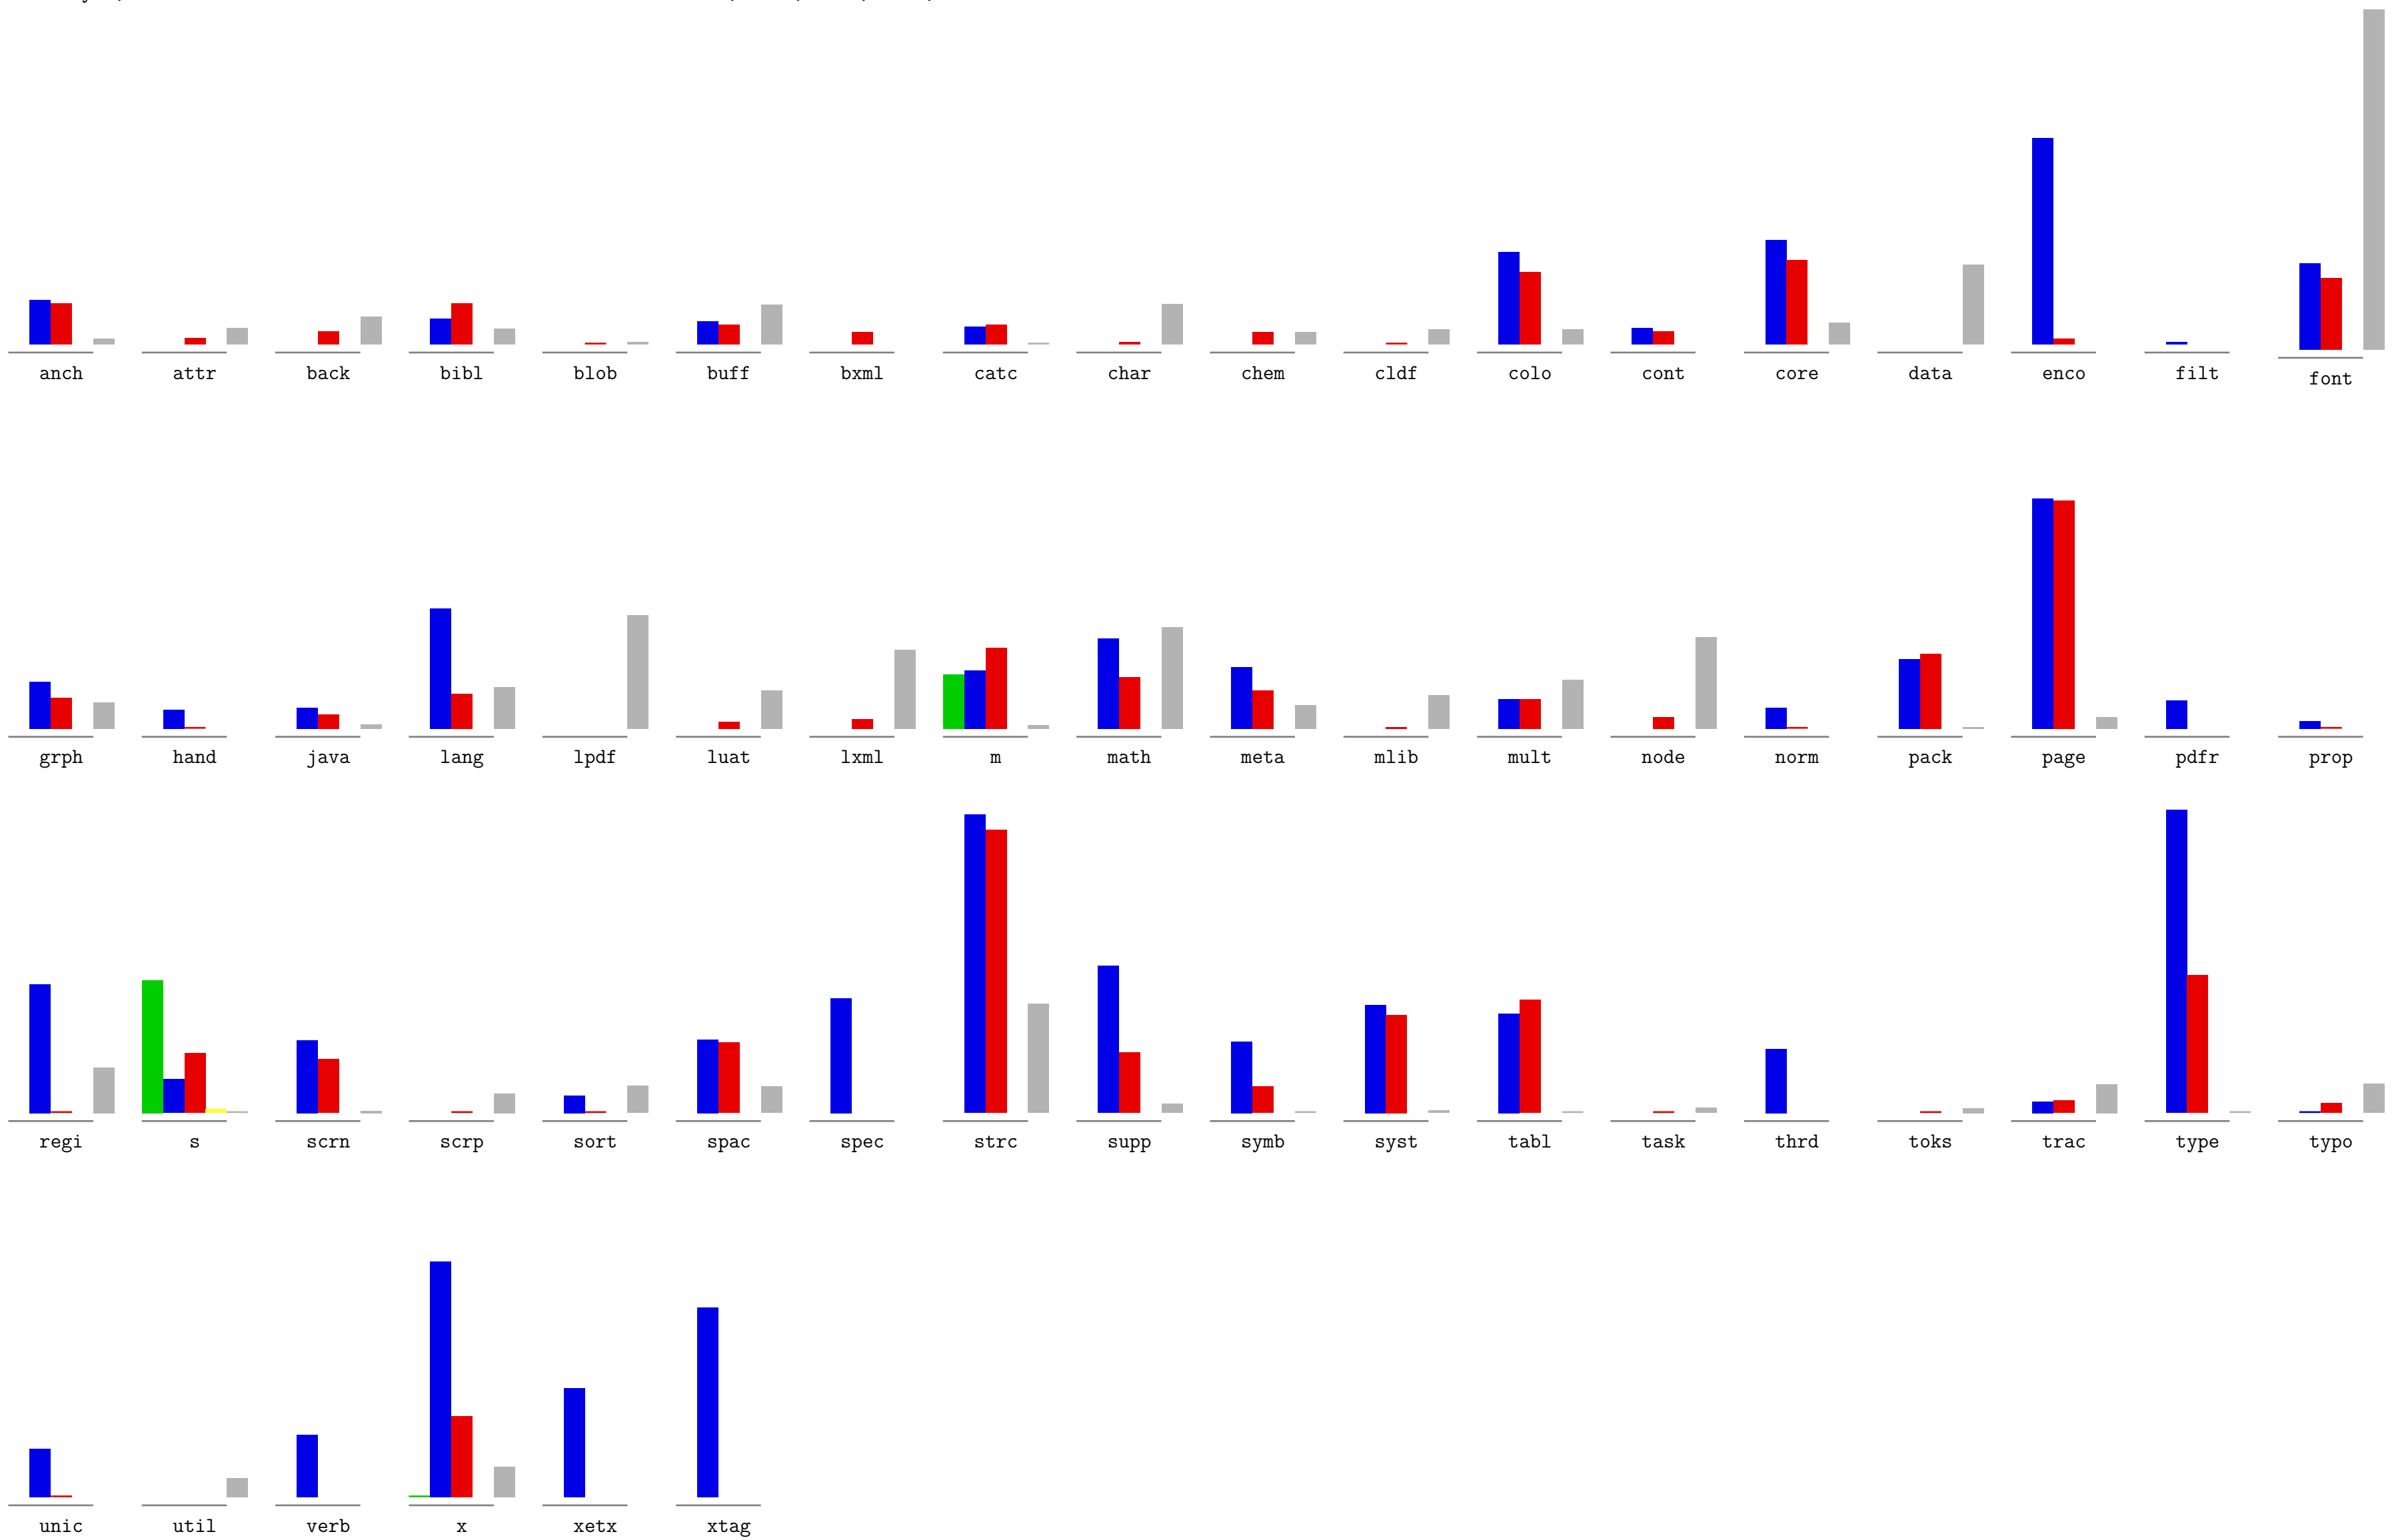 anch attr back bibl blob buff bxml catc char chem cldf colo cont core data enco filt font
grph hand java lang lpdf luat lxml m math meta mlib mult node norm pack page pdfr prop
regi s scrn scrp sort spac spec strc supp symb syst tabl task thrd toks trac type typo
unic util verb x xetx xtag